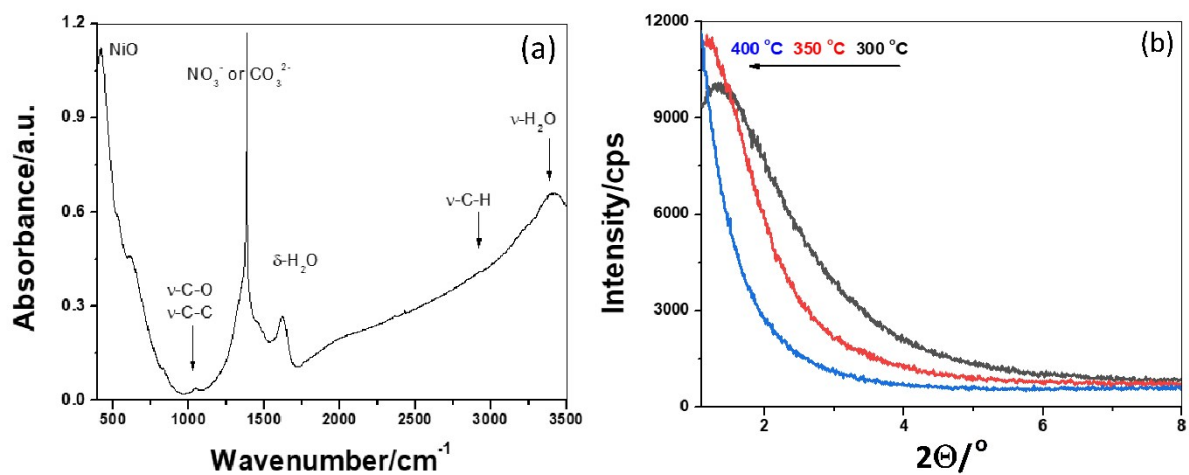 (a)
NiO
NO₃⁻ or CO₃²⁻
ν-H₂O
ν-C-H
δ-H₂O
ν-C-O
ν-C-C
Absorbance/a.u.
1.2
0.9
0.6
0.3
0.0
500 1000 1500 2000 2500 3000 3500
Wavenumber/cm⁻¹
(b)
400 °C 350 °C 300 °C
Intensity/cps
12000
9000
6000
3000
0
2 4 6 8
2Θ/°